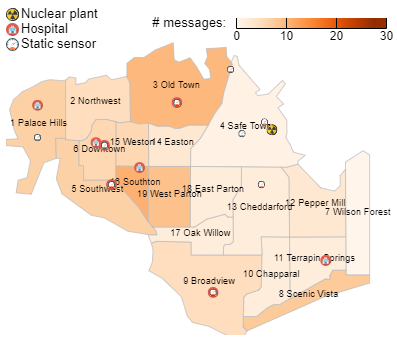 Nuclear plant
Hospital
Static sensor
# messages:
0 10 20 30
3 Old Town
2 Northwest
1 Palace Hills
4 Safe Town
6 Downtown
15 Weston
14 Easton
5 Southwest
16 Southton
19 West Parton
18 East Parton
13 Cheddarford
12 Pepper Mill
7 Wilson Forest
17 Oak Willow
11 Terrapin Springs
10 Chapparal
9 Broadview
8 Scenic Vista